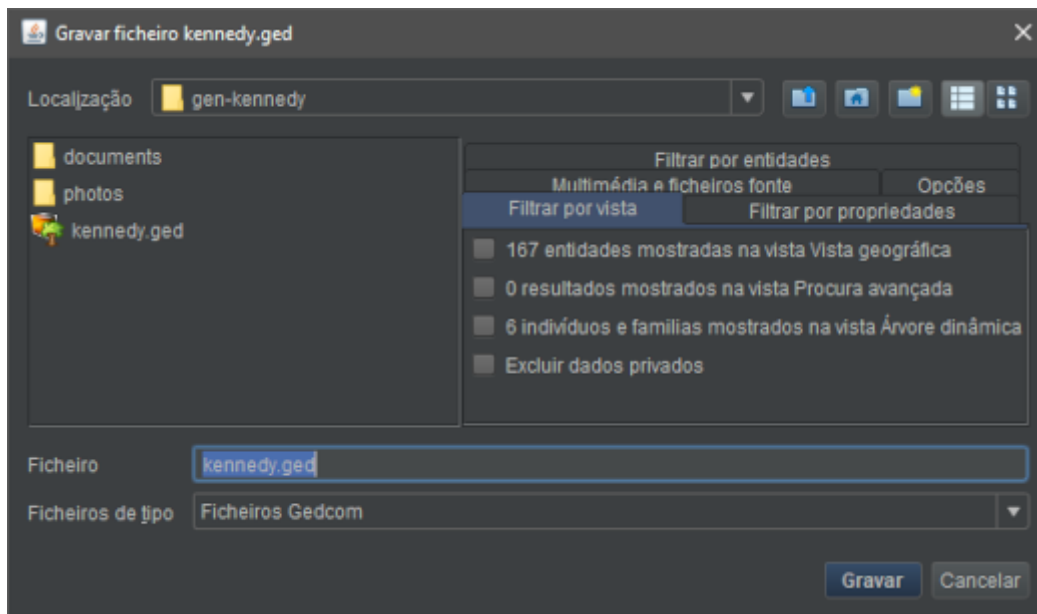 Gravar ficheiro kennedy.ged
Localização gen-kennedy
documents
photos
kennedy.ged
Filtrar por entidades
Multimédia e ficheiros fonte Opções
Filtrar por vista Filtrar por propriedades
167 entidades mostradas na vista Vista geográfica
0 resultados mostrados na vista Procura avançada
6 indivíduos e familias mostrados na vista Árvore dinâmica
Excluir dados privados
Ficheiro kennedy.ged
Ficheiros de tipo Ficheiros Gedcom
Gravar Cancelar